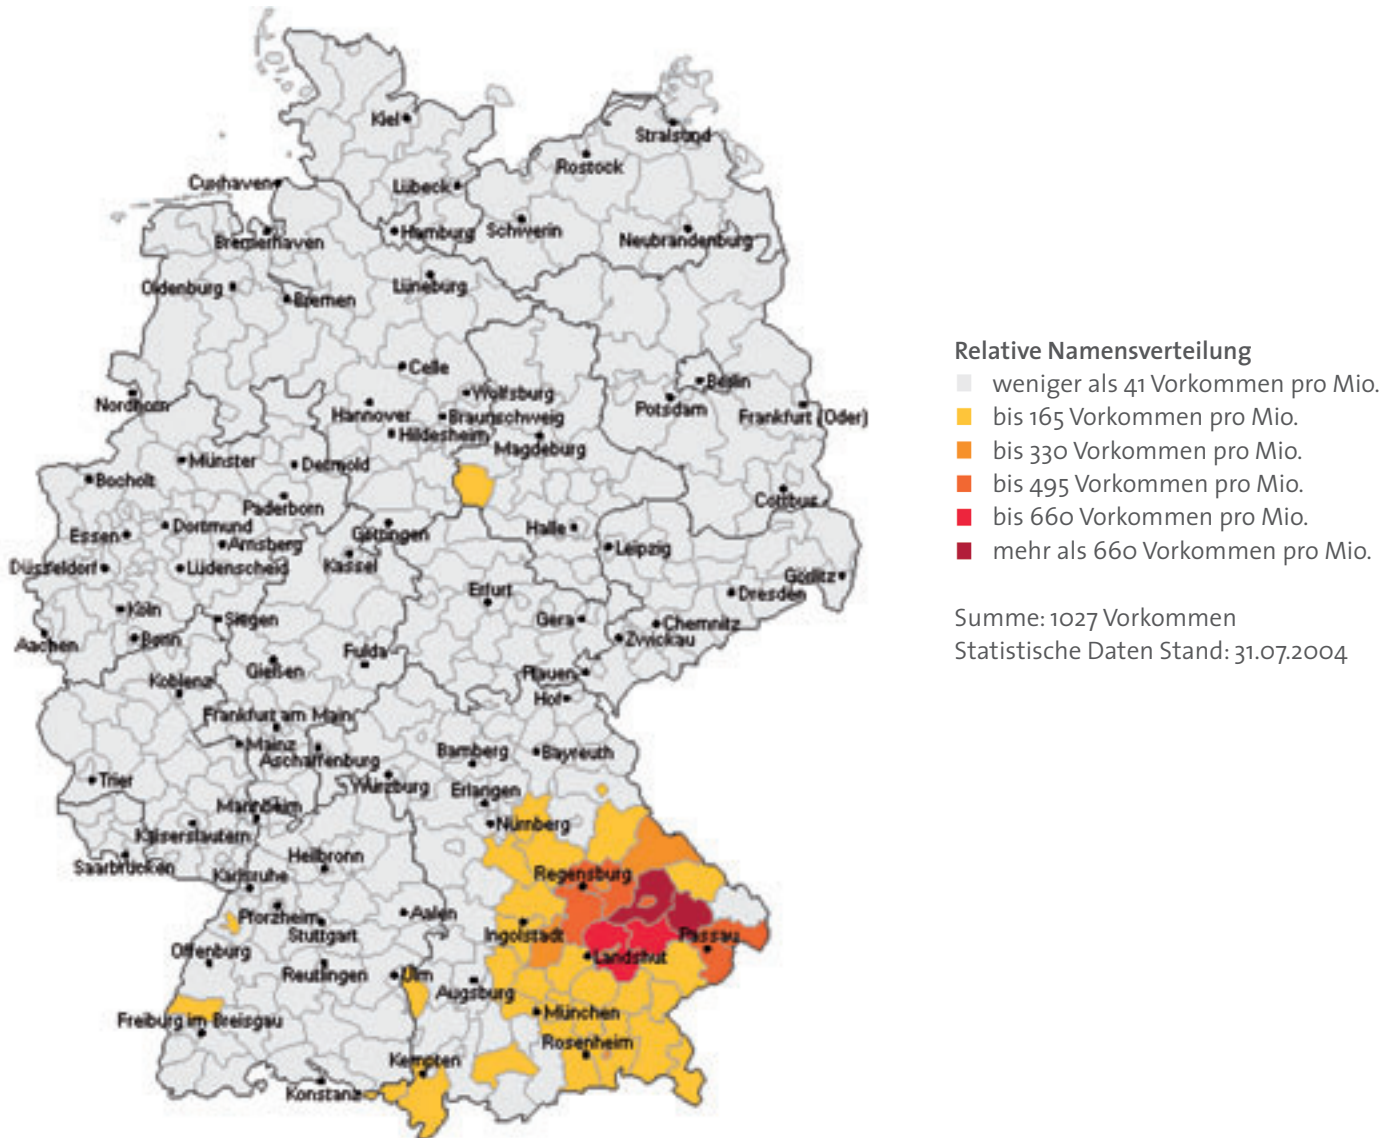 Kiel
Stralsund
Rostock
Cuxhaven
Lübeck
Bremerhaven
Hamburg
Schwerin
Neubrandenburg
Oldenburg
Bremen
Lüneburg
Celle
Wolfsburg
Berlin
Nordhorn
Hannover
Braunschweig
Potsdam
Frankfurt (Oder)
Hildesheim
Magdeburg
Münster
Detmold
Bocholt
Paderborn
Cottbus
Essen
Dortmund
Göttingen
Halle
Arnsberg
Leipzig
Düsseldorf
Lüdenscheid
Kassel
Görlitz
Erfurt
Dresden
Köln
Siegen
Gera
Chemnitz
Aachen
Bonn
Zwickau
Fulda
Gießen
Plauen
Koblenz
Hof
Frankfurt am Main
Mainz
Aschaffenburg
Bamberg
Bayreuth
Trier
Würzburg
Erlangen
Mannheim
Nürnberg
Kaiserslautern
Heilbronn
Saarbrücken
Karlsruhe
Regensburg
Pforzheim
Aalen
Stuttgart
Ingolstadt
Passau
Offenburg
Landshut
Reutlingen
Ulm
Augsburg
Freiburg im Breisgau
München
Rosenheim
Kempten
Konstanz
Relative Namensverteilung
weniger als 41 Vorkommen pro Mio.
bis 165 Vorkommen pro Mio.
bis 330 Vorkommen pro Mio.
bis 495 Vorkommen pro Mio.
bis 660 Vorkommen pro Mio.
mehr als 660 Vorkommen pro Mio.
Summe: 1027 Vorkommen
Statistische Daten Stand: 31.07.2004